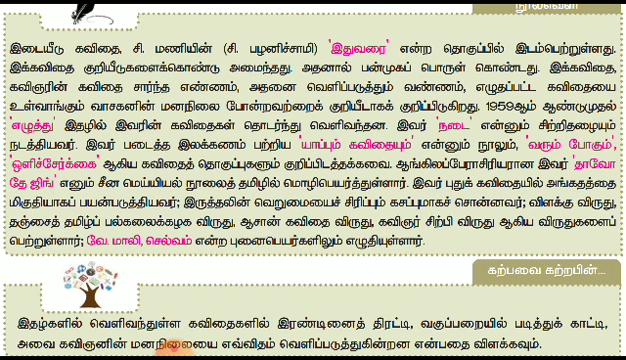 நூல்வெளி
இடையீடு கவிதை, சி. மணியின் (சி. பழனிச்சாமி) 'இதுவரை' என்ற தொகுப்பில் இடம்பெற்றுள்ளது.
இக்கவிதை குறியீடுகளைக்கொண்டு அமைந்தது. அதனால் பன்முகப் பொருள் கொண்டது. இக்கவிதை,
கவிஞரின் கவிதை சார்ந்த எண்ணம், அதனை வெளிப்படுத்தும் வண்ணம், எழுதப்பட்ட கவிதையை
உள்வாங்கும் வாசகனின் மனநிலை போன்றவற்றைக் குறியீடாகக் குறிப்பிடுகிறது. 1959ஆம் ஆண்டுமுதல்
'எழுத்து' இதழில் இவரின் கவிதைகள் தொடர்ந்து வெளிவந்தன. இவர் 'நடை' என்னும் சிற்றிதழையும்
நடத்தியவர். இவர் படைத்த இலக்கணம் பற்றிய 'யாப்பும் கவிதையும்' என்னும் நூலும், 'வரும் போகும்',
'ஒளிச்சேர்க்கை' ஆகிய கவிதைத் தொகுப்புகளும் குறிப்பிடத்தக்கவை. ஆங்கிலப்பேராசிரியரான இவர் 'தாவோ
தே ஜிங்' எனும் சீன மெய்யியல் நூலைத் தமிழில் மொழிபெயர்த்துள்ளார். இவர் புதுக் கவிதையில் அங்கதத்தை
மிகுதியாகப் பயன்படுத்தியவர்; இருத்தலின் வெறுமையைச் சிரிப்பும் கசப்புமாகச் சொன்னவர்; விளக்கு விருது,
தஞ்சைத் தமிழ்ப் பல்கலைக்கழக விருது, ஆசான் கவிதை விருது, கவிஞர் சிற்பி விருது ஆகிய விருதுகளைப்
பெற்றுள்ளார்; வே. மாலி, செல்வம் என்ற புனைபெயர்களிலும் எழுதியுள்ளார்.
கற்பவை கற்றபின்...
இதழ்களில் வெளிவந்துள்ள கவிதைகளில் இரண்டினைத் திரட்டி, வகுப்பறையில் படித்துக் காட்டி,
அவை கவிஞனின் மனநிலையை எவ்விதம் வெளிப்படுத்துகின்றன என்பதை விளக்கவும்.